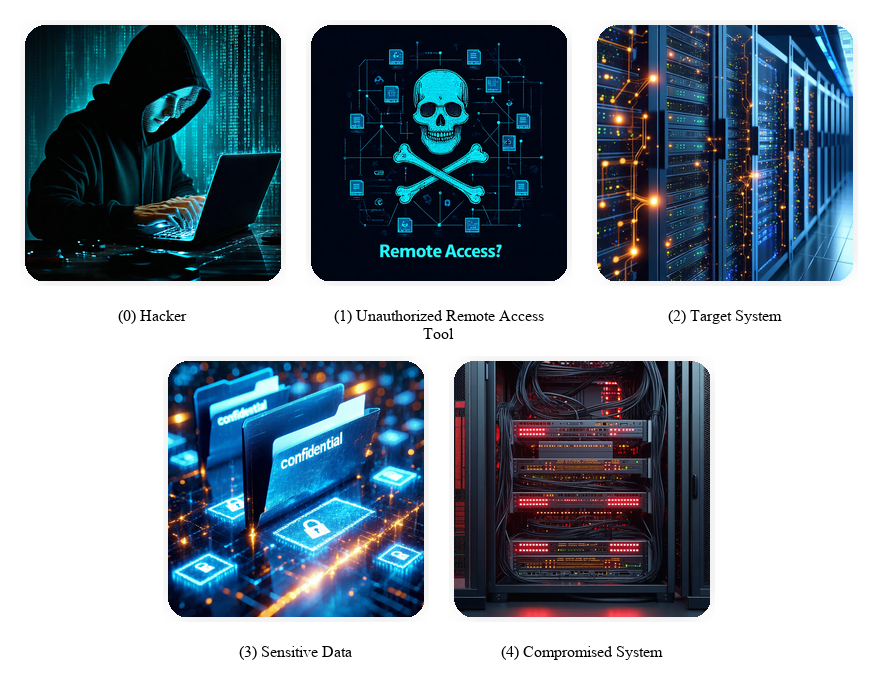 Remote Access?
(0) Hacker
(1) Unauthorized Remote Access
Tool
(2) Target System
confidential
confidential
(3) Sensitive Data
(4) Compromised System